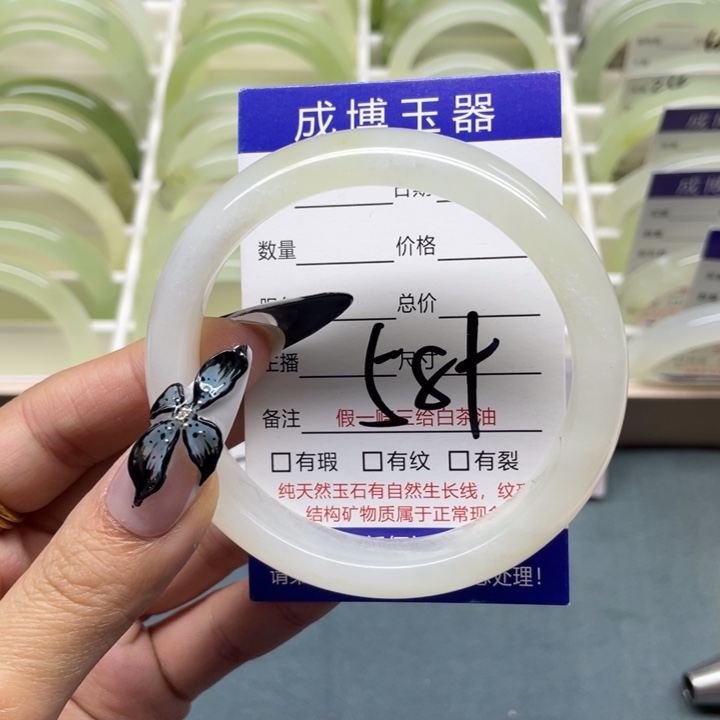 成博玉器
日期
数量 价格
总价
主播 尺寸
58
备注 假一赔三给白茶油
□有瑕 □有纹 □有裂
纯天然玉石有自然生长线，纹
结构矿物质属于正常现
处理！